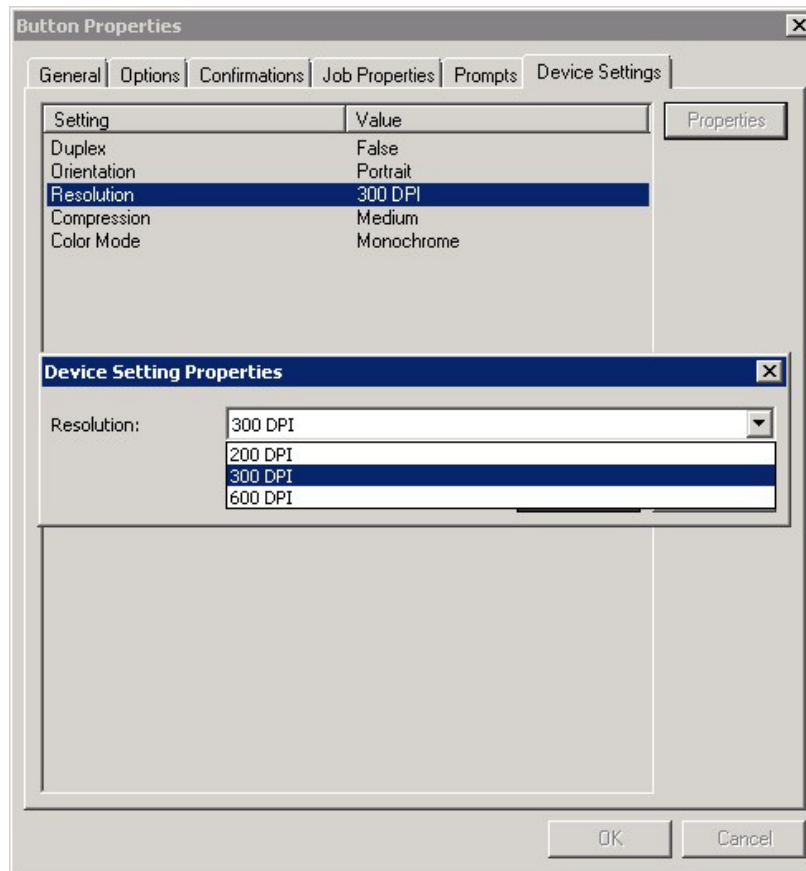 Button Properties
General Options Confirmations Job Properties Prompts Device Settings
Setting Value Properties
Duplex False
Orientation Portrait
Resolution 300 DPI
Compression Medium
Color Mode Monochrome
Device Setting Properties
Resolution: 300 DPI
200 DPI
300 DPI
600 DPI
OK Cancel